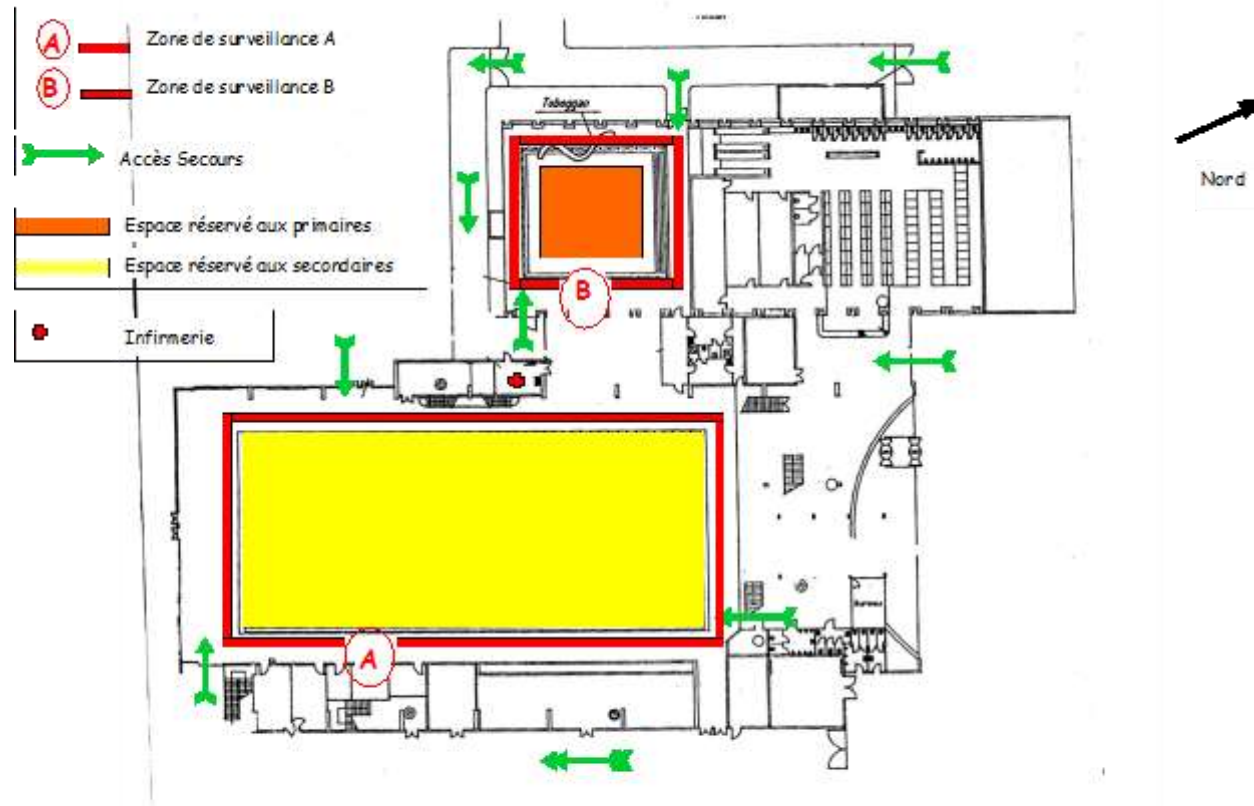 A Zone de surveillance A
B Zone de surveillance B
Accès Secours
Espace réservé aux primaires
Espace réservé aux secondaires
Infirmerie
Toboggan
Nord
B
Bureau
A